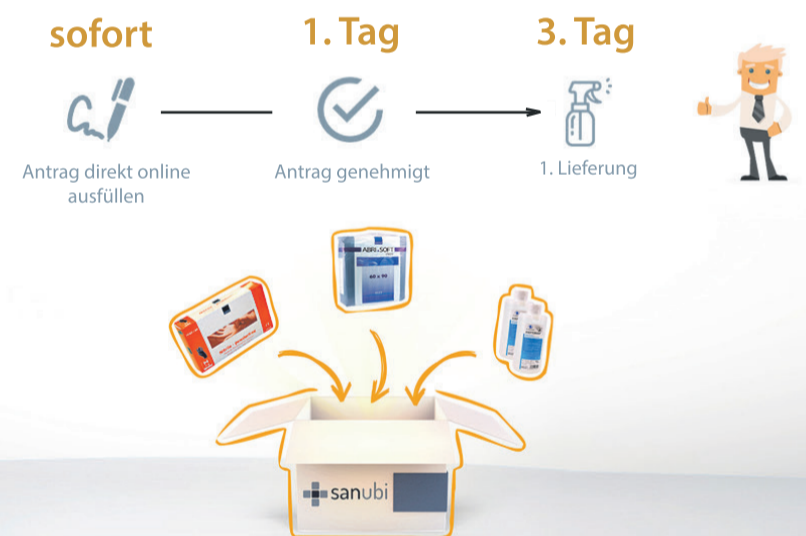 sofort
1. Tag
3. Tag
Antrag direkt online
ausfüllen
Antrag genehmigt
1. Lieferung
ABRI-SOFT
60 x 90
sanubi